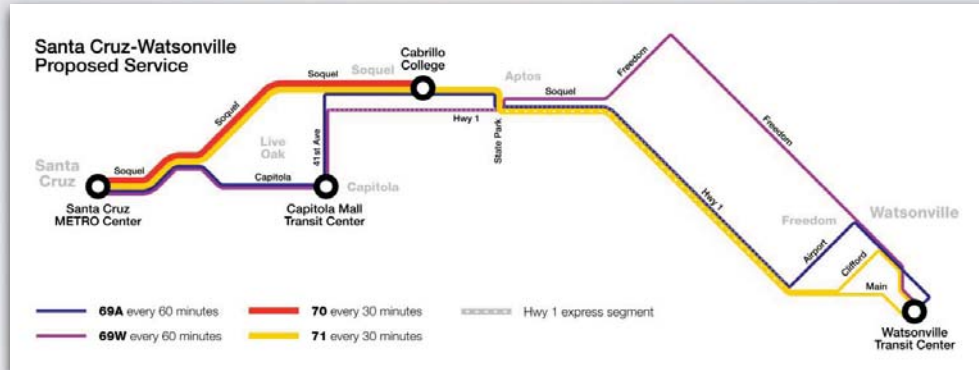 Santa Cruz-Watsonville
Proposed Service
Cabrillo
College
Soquel
Soquel
Aptos
Soquel
Freedom
Freedom
Soquel
Hwy 1
State Park
Live
Oak
41st Ave
Santa
Cruz
Soquel
Capitola
Capitola
Santa Cruz
METRO Center
Capitola Mall
Transit Center
Hwy 1
Freedom
Watsonville
Airport
Clifford
Main
Watsonville
Transit Center
69A every 60 minutes
70 every 30 minutes
Hwy 1 express segment
69W every 60 minutes
71 every 30 minutes